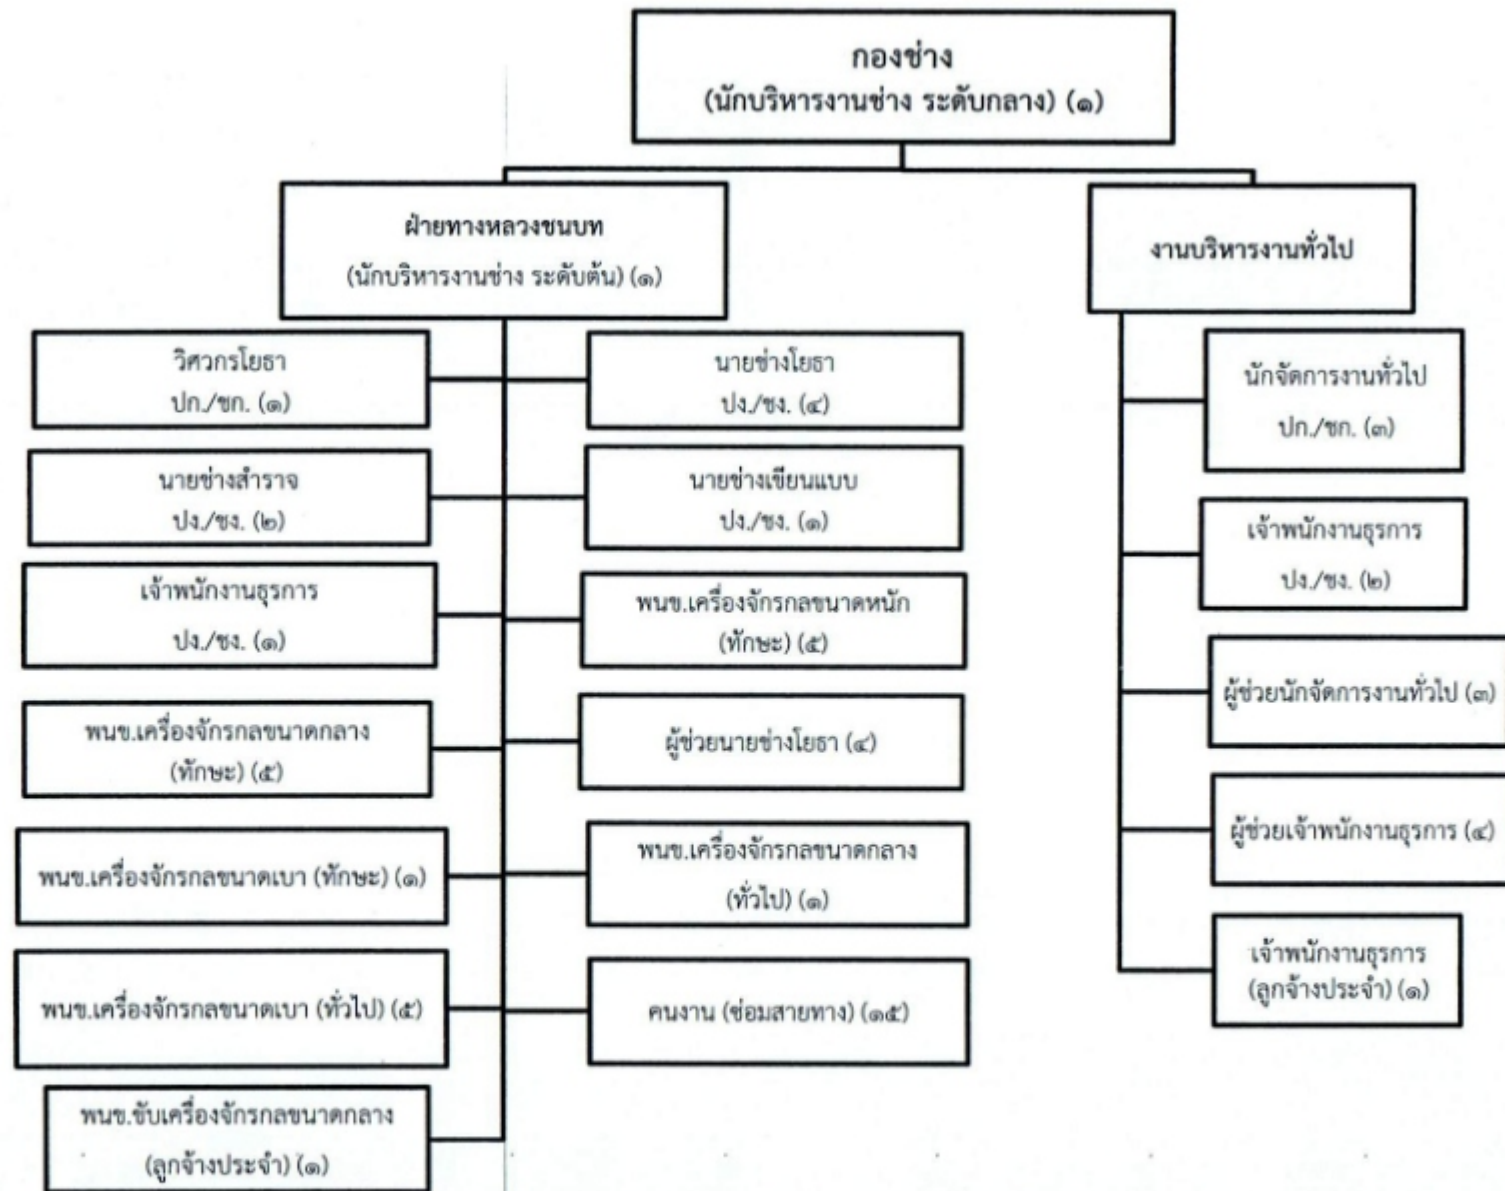 กองช่าง
(นักบริหารงานช่าง ระดับกลาง) (๑)
ฝ่ายทางหลวงชนบท
(นักบริหารงานช่าง ระดับต้น) (๑)
งานบริหารงานทั่วไป
วิศวกรโยธา
ปก./ชก. (๑)
นายช่างโยธา
ปง./ชง. (๔)
นายช่างสำราจ
ปง./ชง. (๒)
นายช่างเขียนแบบ
ปง./ชง. (๑)
เจ้าพนักงานธุรการ
ปง./ชง. (๑)
พนข.เครื่องจักรกลขนาดหนัก
(ทักษะ) (๕)
พนข.เครื่องจักรกลขนาดกลาง
(ทักษะ) (๕)
ผู้ช่วยนายช่างโยธา (๔)
พนข.เครื่องจักรกลขนาดเบา (ทักษะ) (๑)
พนข.เครื่องจักรกลขนาดกลาง
(ทั่วไป) (๑)
พนข.เครื่องจักรกลขนาดเบา (ทั่วไป) (๕)
คนงาน (ซ่อมสายทาง) (๑๕)
พนข.ขับเครื่องจักรกลขนาดกลาง
(ลูกจ้างประจำ) (๑)
นักจัดการงานทั่วไป
ปก./ชก. (๓)
เจ้าพนักงานธุรการ
ปง./ชง. (๒)
ผู้ช่วยนักจัดการงานทั่วไป (๓)
ผู้ช่วยเจ้าพนักงานธุรการ (๔)
เจ้าพนักงานธุรการ
(ลูกจ้างประจำ) (๑)